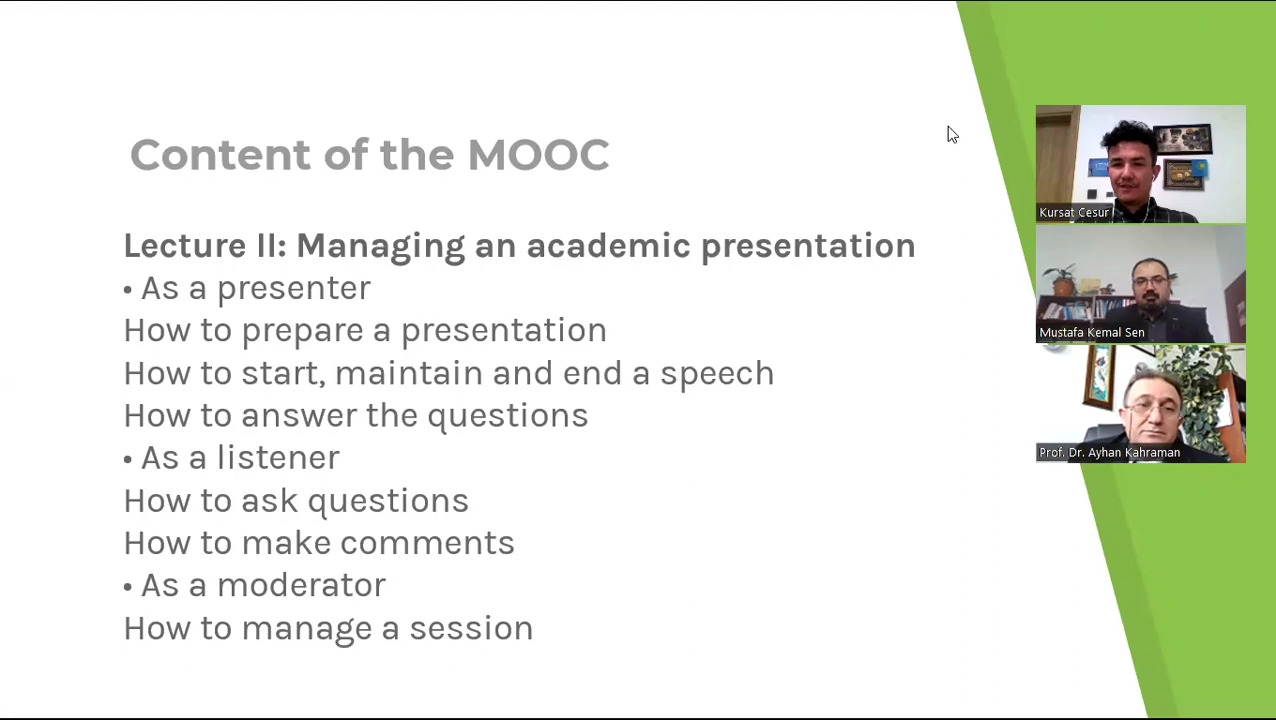 Content of the MOOC
Lecture II: Managing an academic presentation
• As a presenter
How to prepare a presentation
How to start, maintain and end a speech
How to answer the questions
• As a listener
How to ask questions
How to make comments
• As a moderator
How to manage a session
Kursat Cesur
Mustafa Kemal Sen
Prof. Dr. Ayhan Kahraman